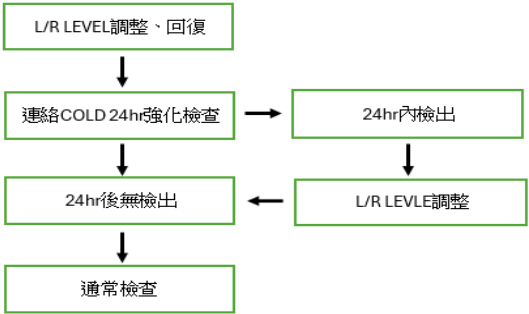 L/R LEVEL調整、回復
連絡COLD 24hr強化檢查
24hr內檢出
24hr後無檢出
L/R LEVLE調整
通常檢查